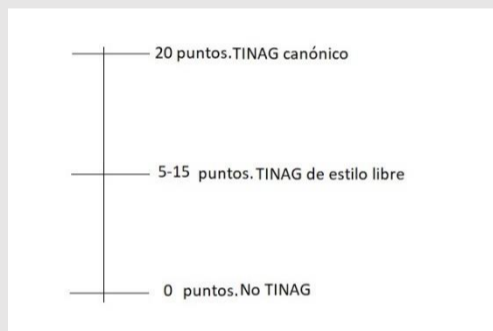 20 puntos.TINAG canónico
5-15 puntos.TINAG de estilo libre
0 puntos.No TINAG